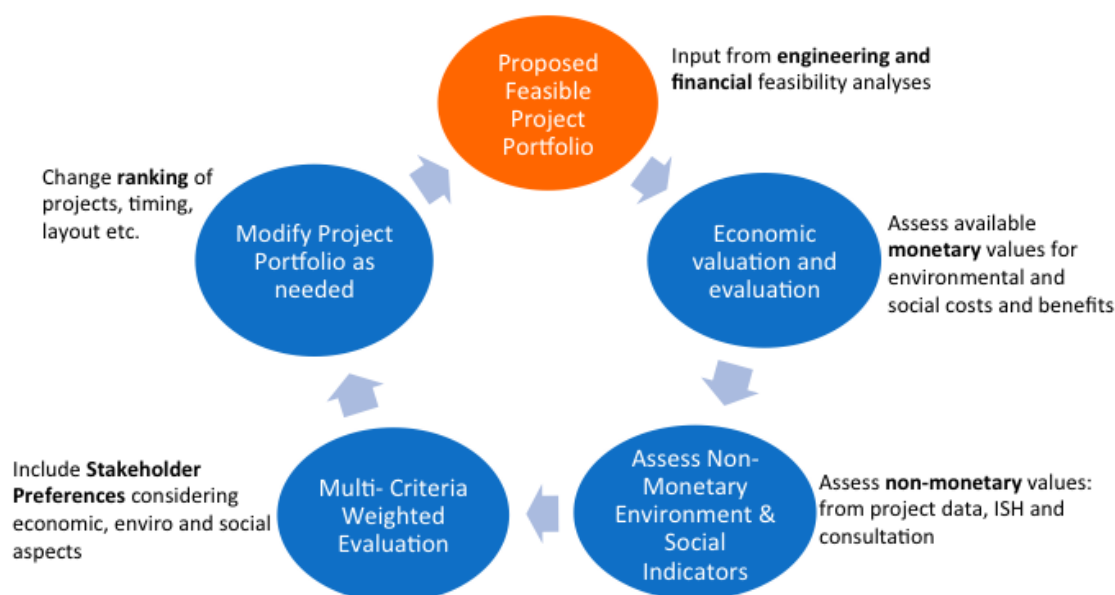 Proposed
Feasible
Project
Portfolio
Input from engineering and
financial feasibility analyses
Economic
valuation and
evaluation
Assess available
monetary values for
environmental and
social costs and benefits
Assess Non-
Monetary
Environment &
Social
Indicators
Assess non-monetary values:
from project data, ISH and
consultation
Multi- Criteria
Weighted
Evaluation
Include Stakeholder
Preferences considering
economic, enviro and social
aspects
Modify Project
Portfolio as
needed
Change ranking of
projects, timing,
layout etc.